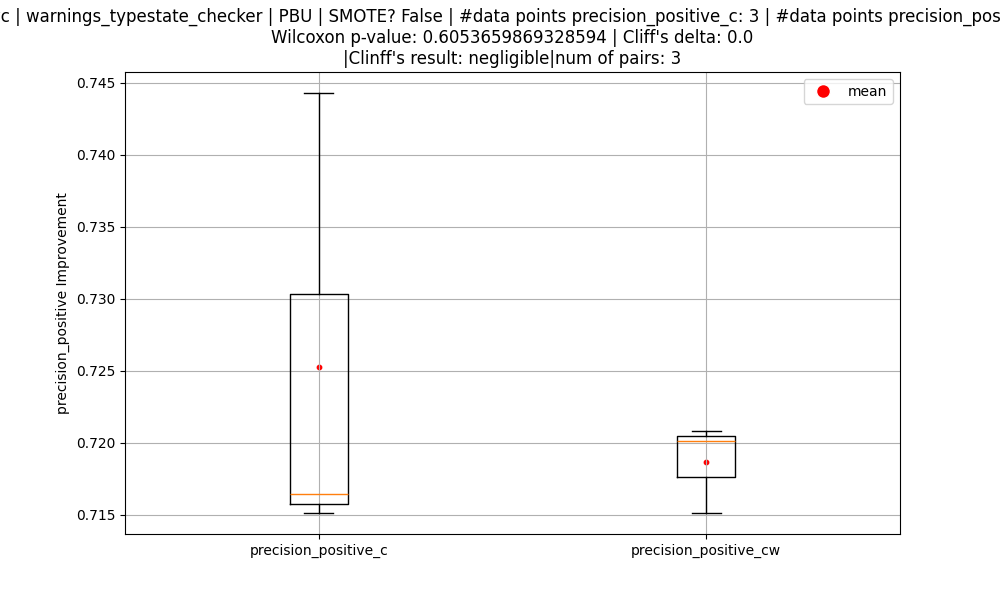 c | warnings_typestate_checker | PBU | SMOTE? False | #data points precision_positive_c: 3 | #data points precision_pos
Wilcoxon p-value: 0.6053659869328594 | Cliff's delta: 0.0
|Clinff's result: negligible|num of pairs: 3
mean
precision_positive Improvement
0.745
0.740
0.735
0.730
0.725
0.720
0.715
precision_positive_c
precision_positive_cw